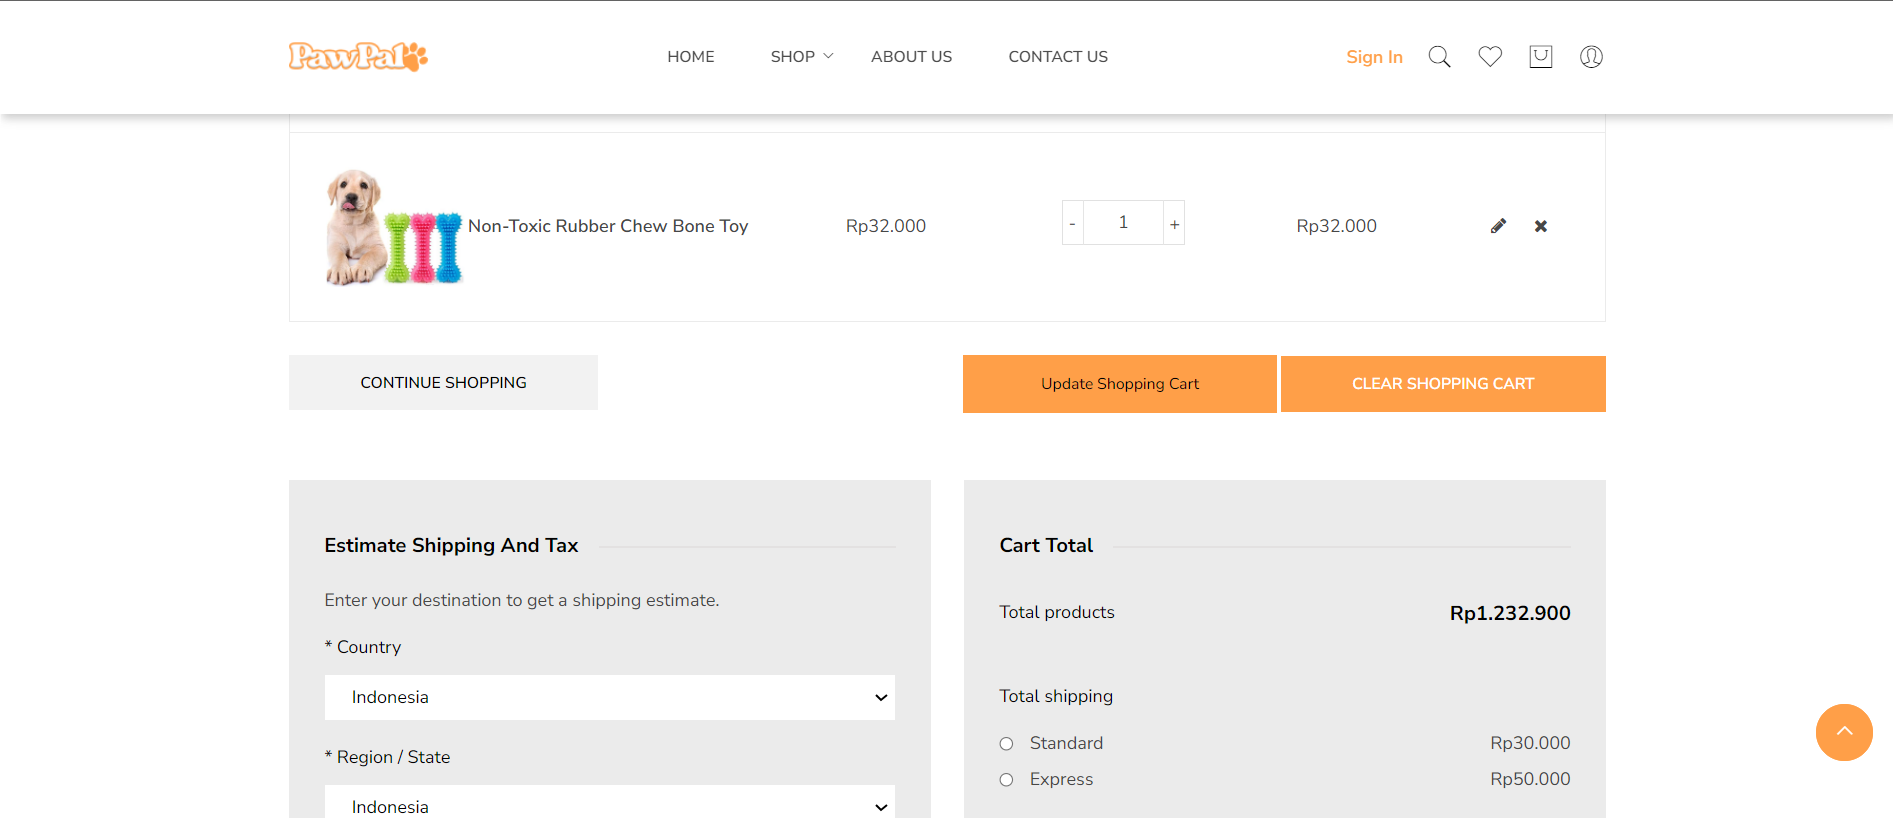 PawPal
HOME SHOP ABOUT US CONTACT US Sign In
Non-Toxic Rubber Chew Bone Toy Rp32.000 - 1 + Rp32.000
CONTINUE SHOPPING Update Shopping Cart CLEAR SHOPPING CART
Estimate Shipping And Tax
Enter your destination to get a shipping estimate.
* Country
Indonesia
* Region / State
Indonesia
Cart Total
Total products Rp1.232.900
Total shipping
Standard Rp30.000
Express Rp50.000